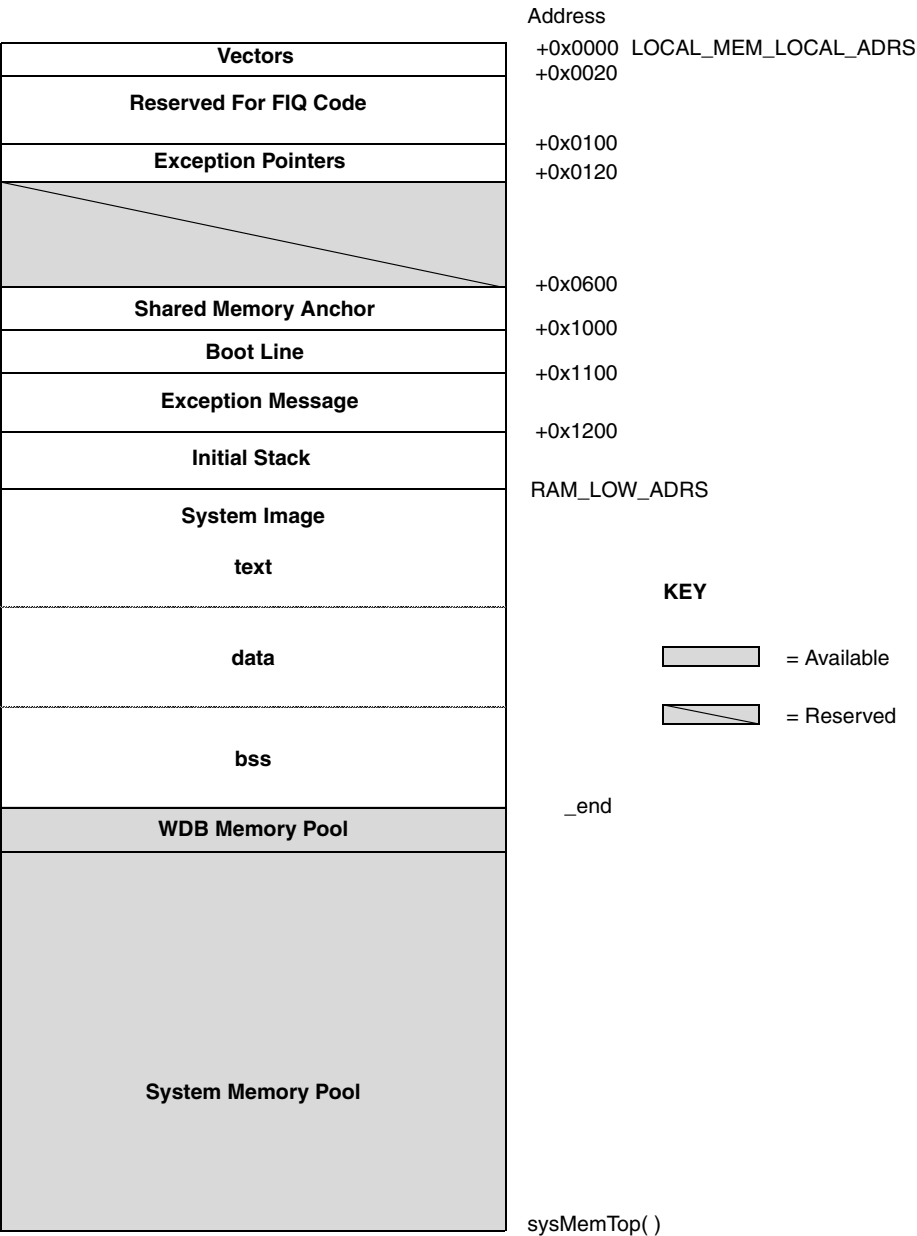 Address
Vectors
+0x0000 LOCAL_MEM_LOCAL_ADRS
+0x0020
Reserved For FIQ Code
+0x0100
Exception Pointers
+0x0120
+0x0600
Shared Memory Anchor
+0x1000
Boot Line
+0x1100
Exception Message
+0x1200
Initial Stack
RAM_LOW_ADRS
System Image
text
KEY
data
= Available
= Reserved
bss
_end
WDB Memory Pool
System Memory Pool
sysMemTop( )